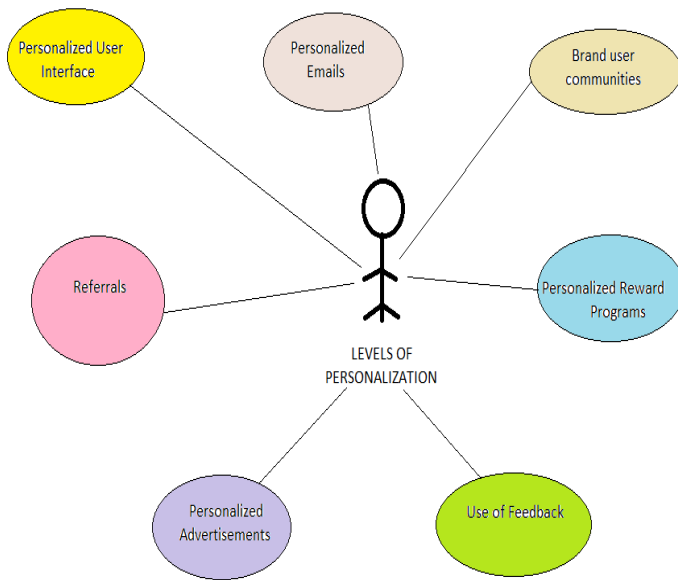 Personalized User
Interface
Personalized
Emails
Brand user
communities
Referrals
Personalized Reward
Programs
LEVELS OF
PERSONALIZATION
Personalized
Advertisements
Use of Feedback